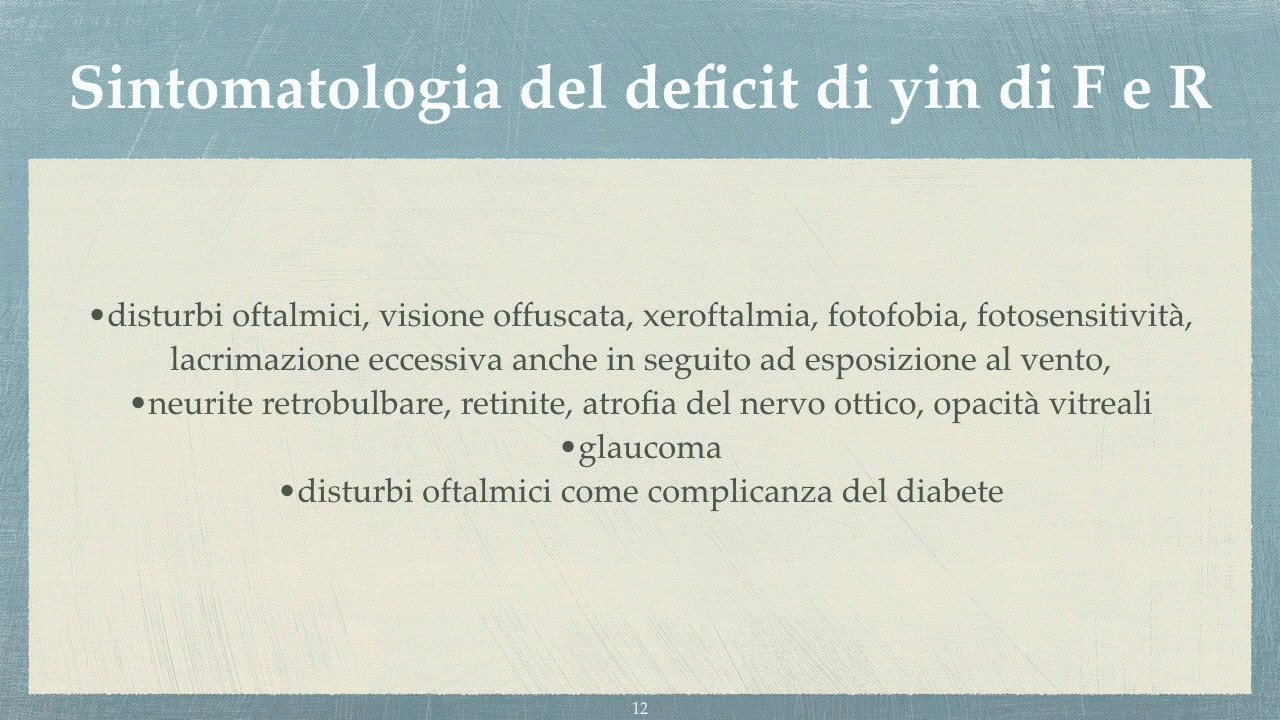 Sintomatologia del deficit di yin di F e R
•disturbi oftalmici, visione offuscata, xeroftalmia, fotofobia, fotosensitività,
lacrimazione eccessiva anche in seguito ad esposizione al vento,
•neurite retrobulbare, retinite, atrofia del nervo ottico, opacità vitreali
•glaucoma
•disturbi oftalmici come complicanza del diabete
12